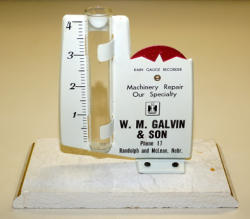 4
3
2
1
RAIN GAUGE RECORDER
Machinery Repair
Our Specialty
IH
W. M. GALVIN
& SON
Phone 17
Randolph and McLean, Nebr.